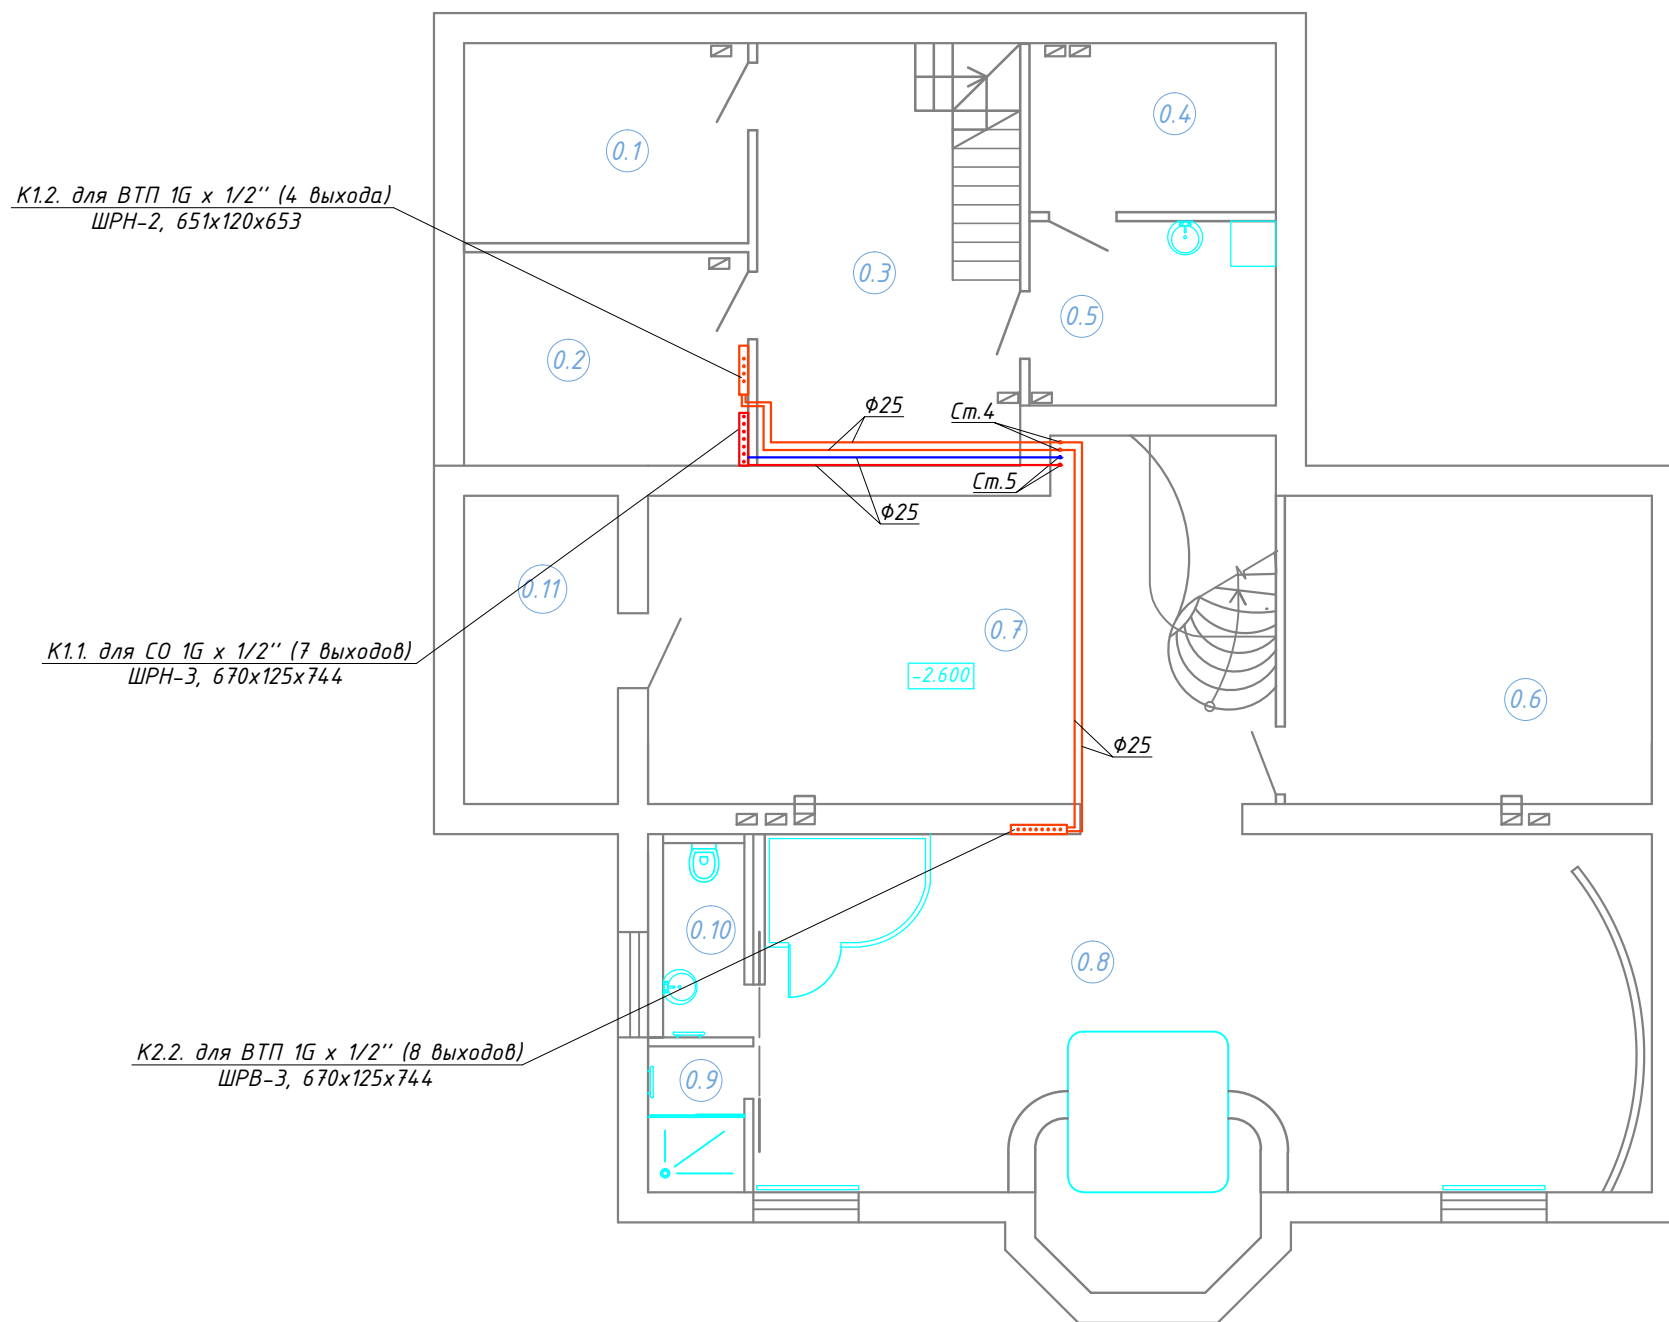 0.1
0.4
К1.2. для ВТП 1G х 1/2'' (4 выхода)
ШРН-2, 651х120х653
0.3
0.5
0.2
Ф25
Ст.4
Ст.5
Ф25
0.11
0.7
К1.1. для СО 1G х 1/2'' (7 выходов)
ШРН-3, 670х125х744
-2.600
0.6
Ф25
0.10
0.8
К2.2. для ВТП 1G х 1/2'' (8 выходов)
ШРВ-3, 670х125х744
0.9